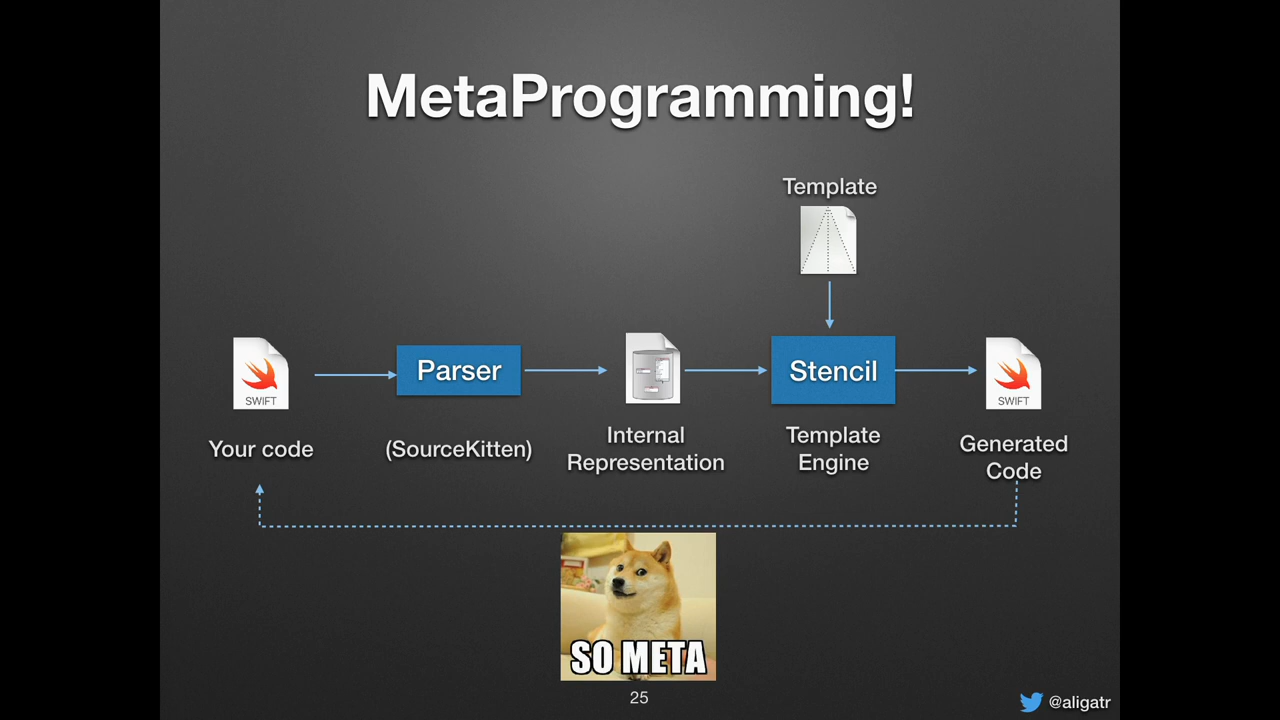 MetaProgramming!
Template
SWIFT
Parser
Stencil
SWIFT
Your code
(SourceKitten)
Internal
Representation
Template
Engine
Generated
Code
SO META
25
@aligatr